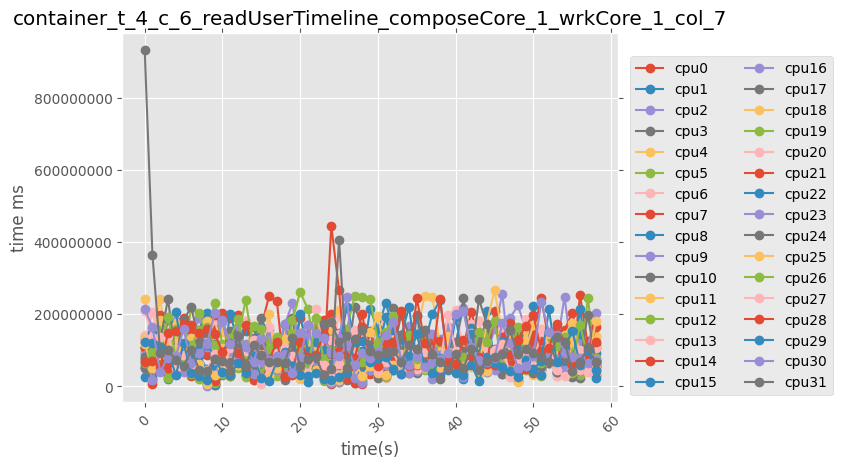 container_t_4_c_6_readUserTimeline_composeCore_1_wrkCore_1_col_7
time ms
800000000
600000000
400000000
200000000
0
0
10
20
30
40
50
60
time(s)
cpu0
cpu1
cpu2
cpu3
cpu4
cpu5
cpu6
cpu7
cpu8
cpu9
cpu10
cpu11
cpu12
cpu13
cpu14
cpu15
cpu16
cpu17
cpu18
cpu19
cpu20
cpu21
cpu22
cpu23
cpu24
cpu25
cpu26
cpu27
cpu28
cpu29
cpu30
cpu31